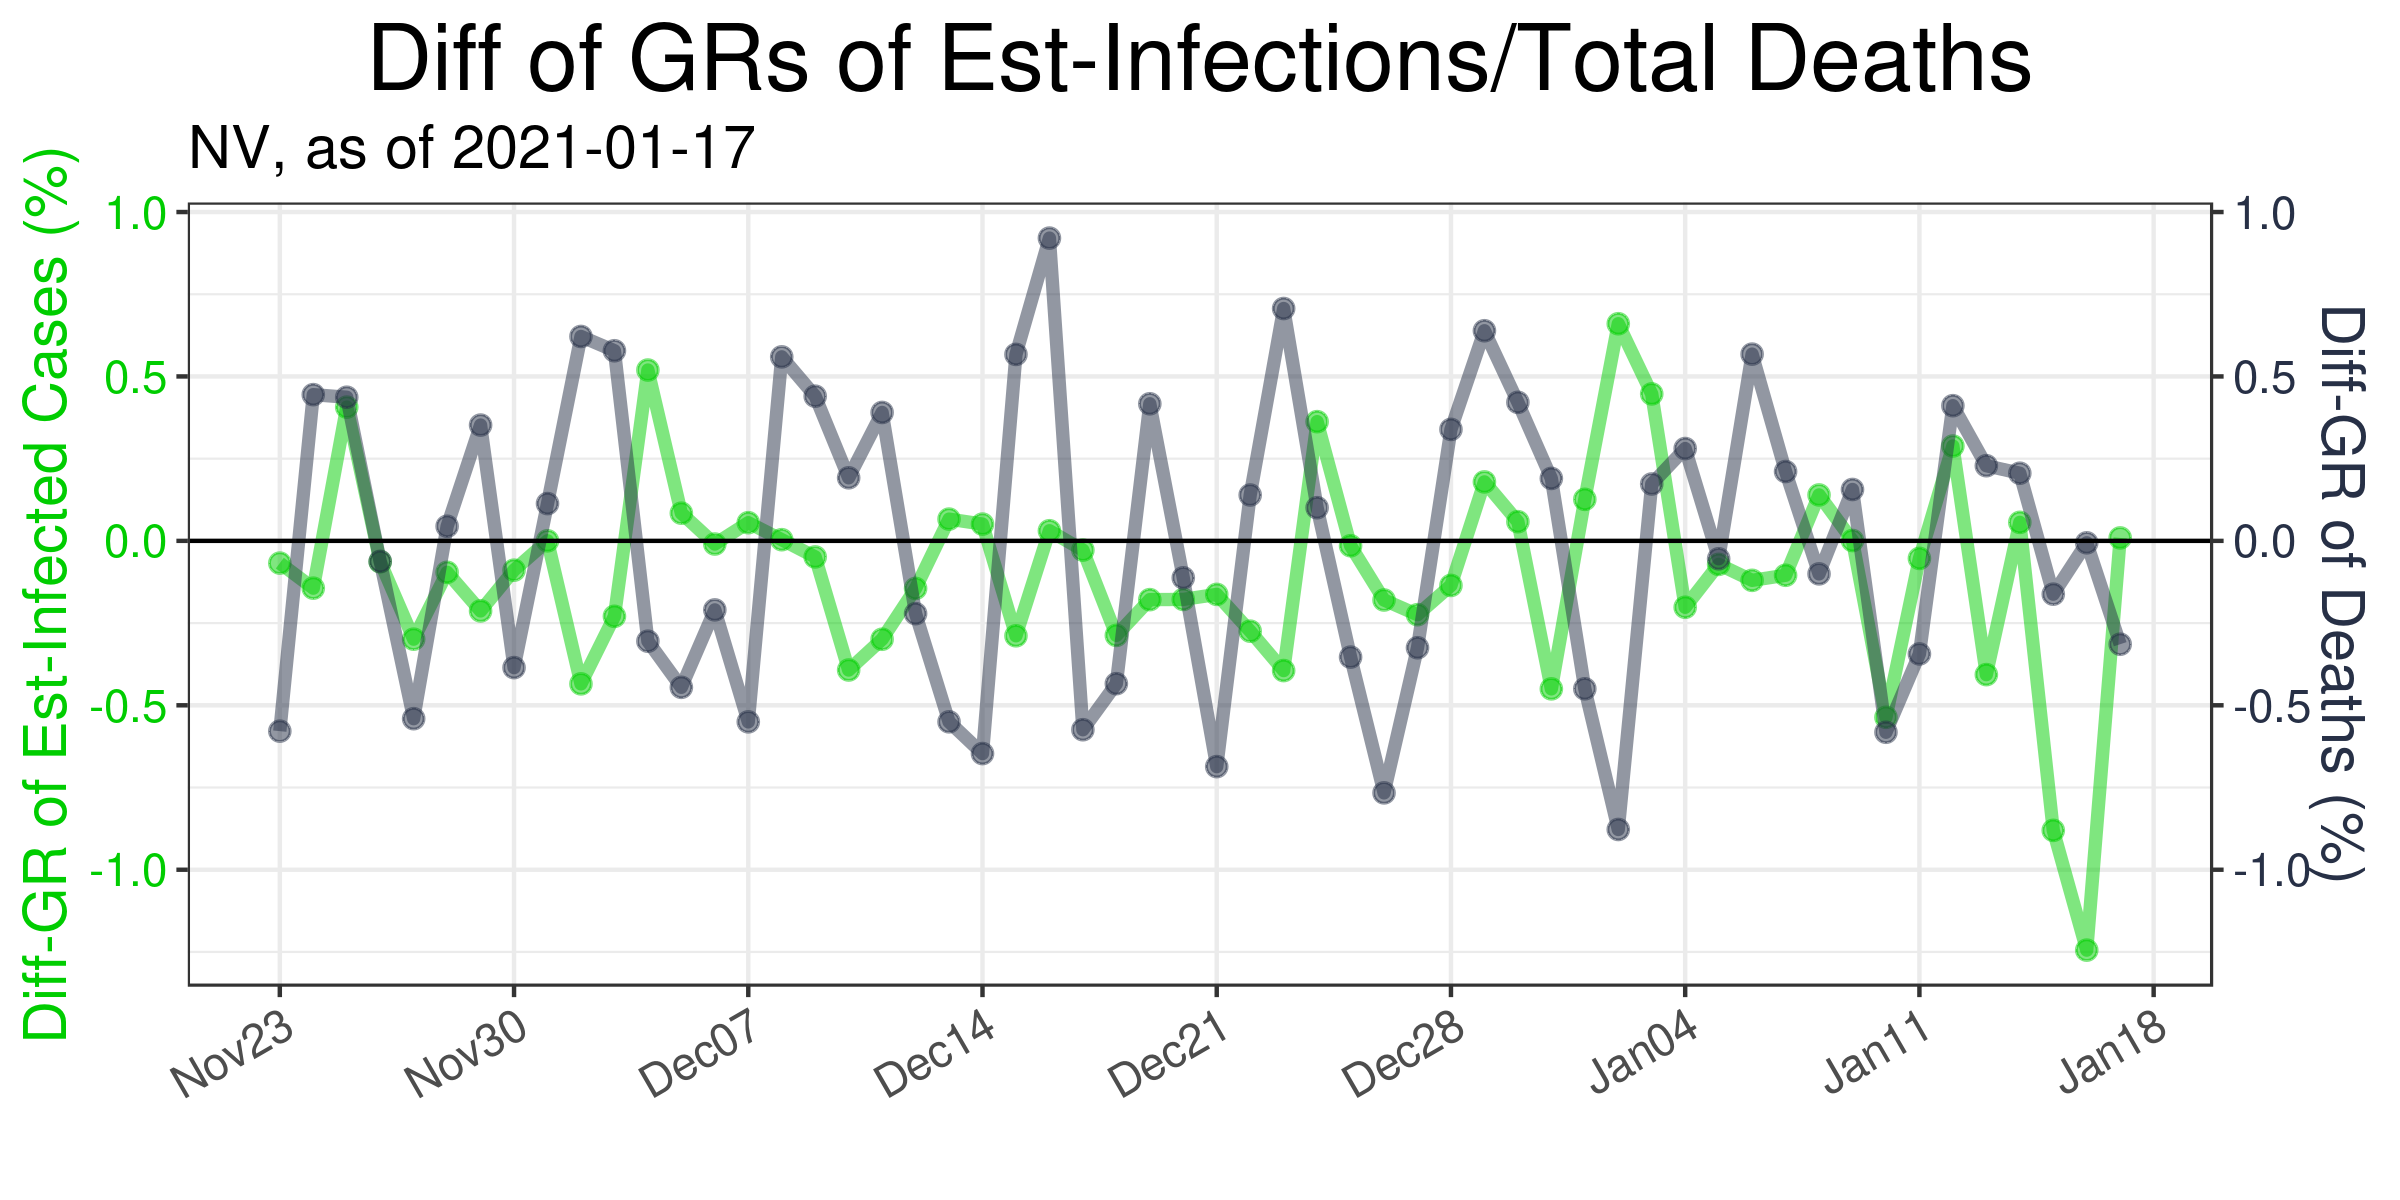 Diff of GRs of Est-Infections/Total Deaths
NV, as of 2021-01-17
Diff-GR of Est-Infected Cases (%)
1.0
0.5
0.0
-0.5
-1.0
1.0
0.5
0.0
-0.5
-1.0
Diff-GR of Deaths (%)
Nov23
Nov30
Dec07
Dec14
Dec21
Dec28
Jan04
Jan11
Jan18